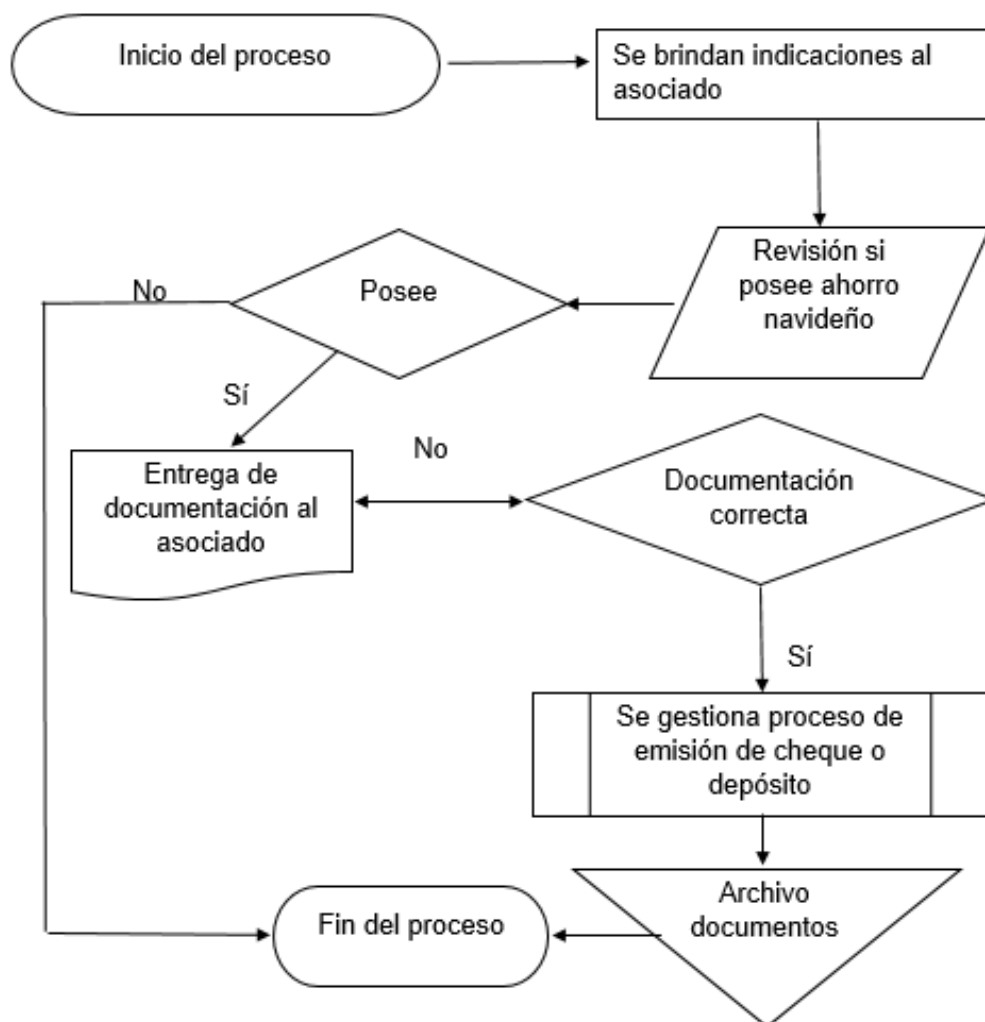 Inicio del proceso
Se brindan indicaciones al
asociado
Revisión si
posee ahorro
navideño
Posee
No
Sí
Entrega de
documentación al
asociado
No
Documentación
correcta
Sí
Se gestiona proceso de
emisión de cheque o
depósito
Archivo
documentos
Fin del proceso